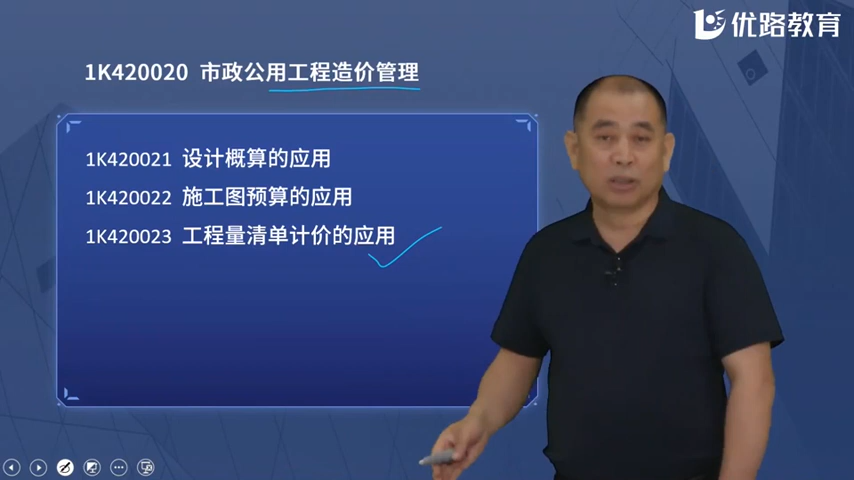 优路教育
1K420020 市政公用工程造价管理
1K420021 设计概算的应用
1K420022 施工图预算的应用
1K420023 工程量清单计价的应用